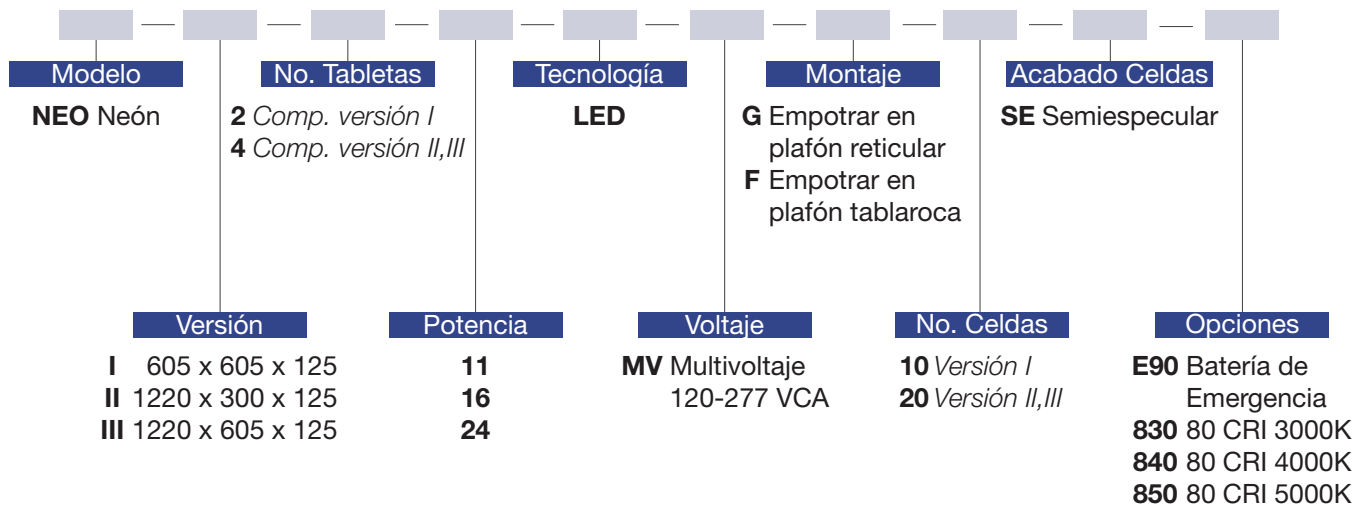 Modelo
NEO Neón
No. Tabletas
2 Comp. versión I
4 Comp. versión II,III
Tecnología
LED
Montaje
G Empotrar en
plafón reticular
F Empotrar en
plafón tablaroca
Acabado Celdas
SE Semiespecular
Versión
I 605 x 605 x 125
II 1220 x 300 x 125
III 1220 x 605 x 125
Potencia
11
16
24
Voltaje
MV Multivoltaje
120-277 VCA
No. Celdas
10 Versión I
20 Versión II,III
Opciones
E90 Batería de
Emergencia
830 80 CRI 3000K
840 80 CRI 4000K
850 80 CRI 5000K